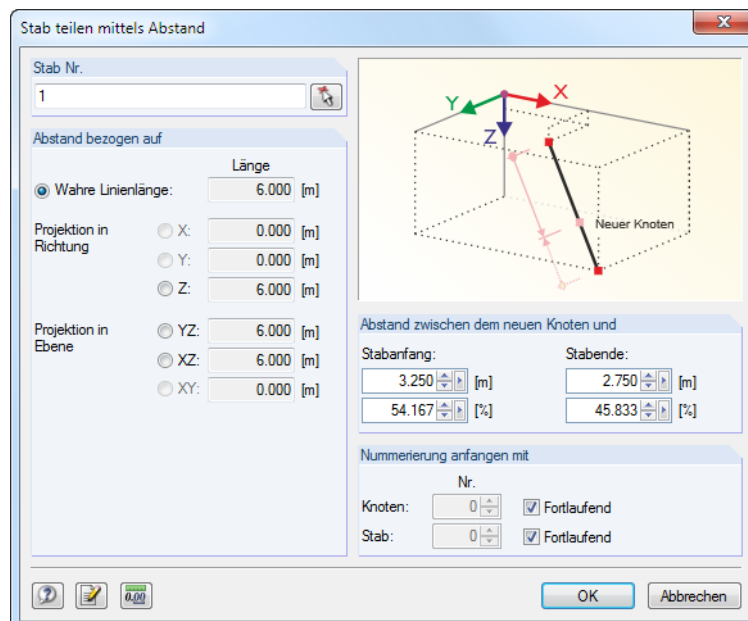 Stab teilen mittels Abstand
Stab Nr.
1
Abstand bezogen auf
Länge
Wahre Linienlänge: 6.000 [m]
Projektion in Richtung
X: 0.000 [m]
Y: 0.000 [m]
Z: 6.000 [m]
Projektion in Ebene
YZ: 6.000 [m]
XZ: 6.000 [m]
XY: 0.000 [m]
Y X
Z
Neuer Knoten
Abstand zwischen dem neuen Knoten und
Stabanfang: Stabende:
3.250 [m] 2.750 [m]
54.167 [%] 45.833 [%]
Nummerierung anfangen mit
Nr.
Knoten: 0 Fortlaufend
Stab: 0 Fortlaufend
0.00
OK Abbrechen